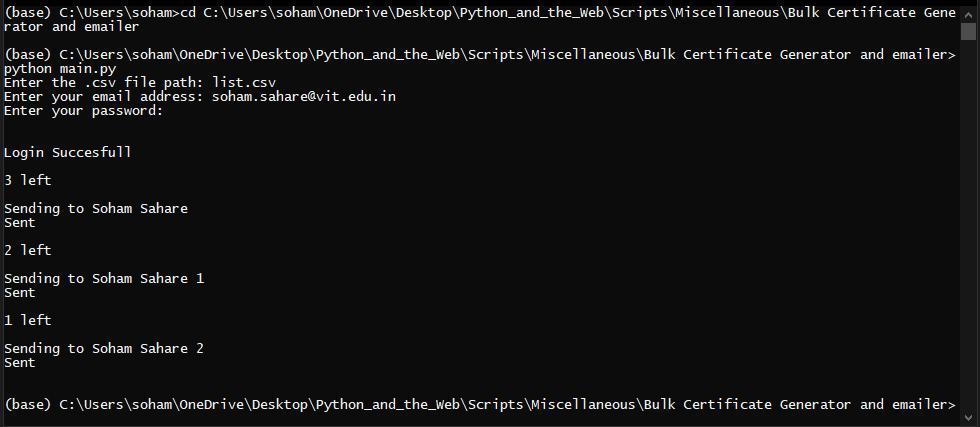 (base) C:\Users\soham>cd C:\Users\soham\OneDrive\Desktop\Python_and_the_Web\Scripts\Miscellaneous\Bulk Certificate Gene
rator and emailer
(base) C:\Users\soham\OneDrive\Desktop\Python_and_the_Web\Scripts\Miscellaneous\Bulk Certificate Generator and emailer>
python main.py
Enter the .csv file path: list.csv
Enter your email address: soham.sahare@vit.edu.in
Enter your password:
Login Succesfull
3 left
Sending to Soham Sahare
Sent
2 left
Sending to Soham Sahare 1
Sent
1 left
Sending to Soham Sahare 2
Sent
(base) C:\Users\soham\OneDrive\Desktop\Python_and_the_Web\Scripts\Miscellaneous\Bulk Certificate Generator and emailer>